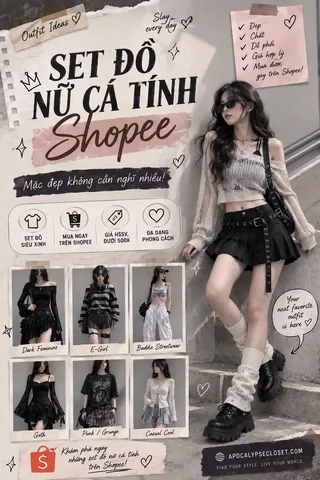 Outfit Ideas
Slay
every day
Đẹp
Chất
Dễ phối
Giá hợp lý
Mua được
gay trên Shopee!
SET ĐỒ
NỮ CÁ TÍNH
Shopee
Mặc đẹp không cần nghĩ nhiều!
SET ĐỒ
SIÊU XINH
MUA NGAY
TRÊN SHOPEE
GIÁ HSSV,
DƯỚI 500K
ĐA DẠNG
PHONG CÁCH
Dark Feminine
E-Girl
Baddie Streetwear
Goth
Punk / Grunge
Casual Cool
Your
next favorite
outfit
is here
Khám phá ngay
những set đồ nữ cá tính
trên Shopee!
APOCALYPSECLOSET.COM
FIND YOUR STYLE. LIVE YOUR WORLD.